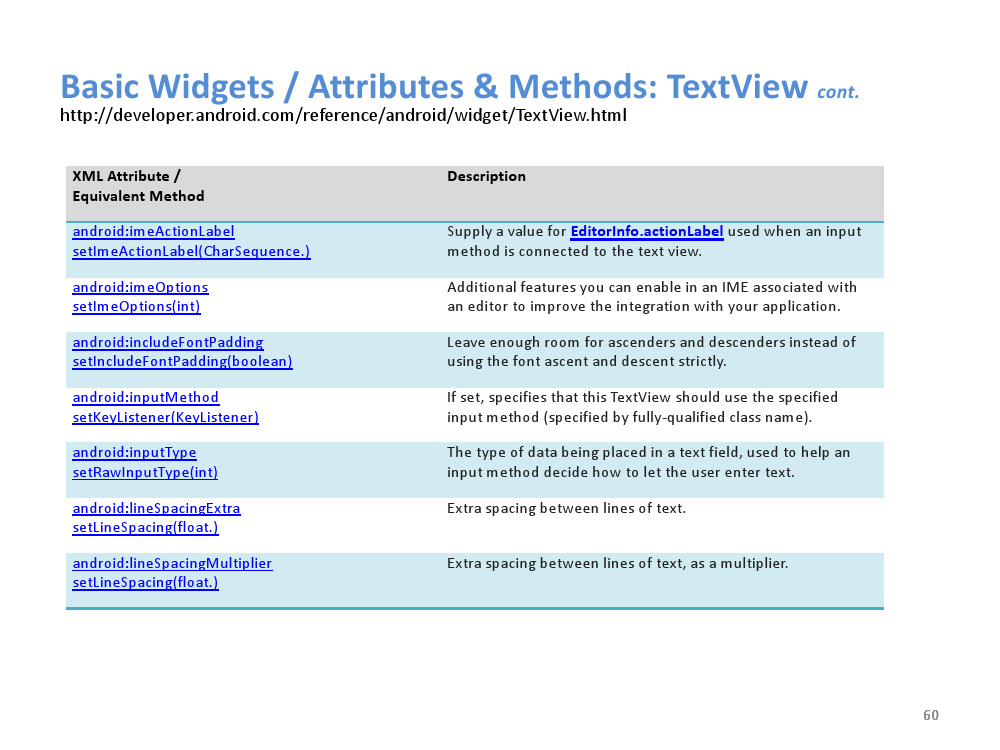 Basic Widgets / Attributes & Methods: TextView cont.
http://developer.android.com/reference/android/widget/TextView.html
XML Attribute /
Equivalent Method
Description
android:imeActionLabel
setImeActionLabel(CharSequence.)
Supply a value for EditorInfo.actionLabel used when an input
method is connected to the text view.
android:imeOptions
setImeOptions(int)
Additional features you can enable in an IME associated with
an editor to improve the integration with your application.
android:includeFontPadding
setIncludeFontPadding(boolean)
Leave enough room for ascenders and descenders instead of
using the font ascent and descent strictly.
android:inputMethod
setKeyListener(KeyListener)
If set, specifies that this TextView should use the specified
input method (specified by fully-qualified class name).
android:inputType
setRawInputType(int)
The type of data being placed in a text field, used to help an
input method decide how to let the user enter text.
android:lineSpacingExtra
setLineSpacing(float.)
Extra spacing between lines of text.
android:lineSpacingMultiplier
setLineSpacing(float.)
Extra spacing between lines of text, as a multiplier.
60